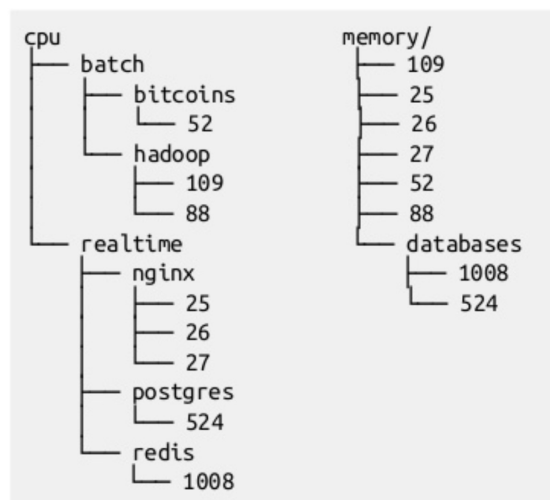 cpu
├── batch
│   ├── bitcoins
│   │   └── 52
│   └── hadoop
│       ├── 109
│       └── 88
└── realtime
    ├── nginx
    │   ├── 25
    │   ├── 26
    │   └── 27
    ├── postgres
    │   └── 524
    └── redis
        └── 1008
memory/
├── 109
├── 25
├── 26
├── 27
├── 52
├── 88
└── databases
    ├── 1008
    └── 524